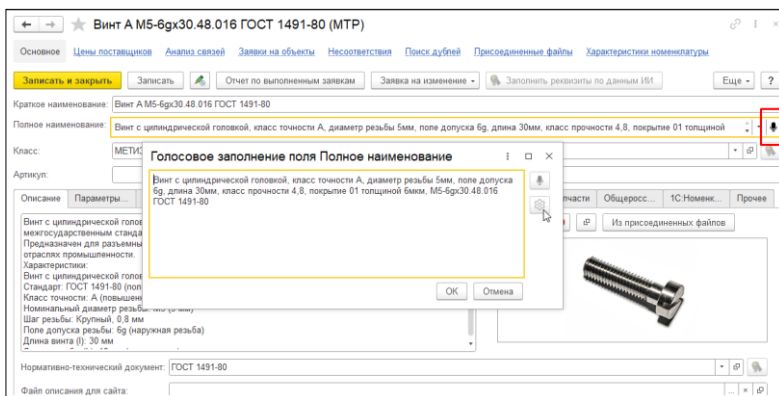 Винт А М5-6gx30.48.016 ГОСТ 1491-80 (МТР)
Основное Цены поставщиков Анализ связей Заявки на объекты Несоответствия Поиск дублей Присоединенные файлы Характеристики номенклатуры
Записать и закрыть Записать Отчет по выполненным заявкам Заявка на изменение Заполнить реквизиты по данным ИИ Еще ?
Краткое наименование: Винт А М5-6gx30.48.016 ГОСТ 1491-80
Полное наименование: Винт с цилиндрической головкой, класс точности А, диаметр резьбы 5мм, поле допуска 6g, длина 30мм, класс прочности 4,8, покрытие 01 толщиной
Класс: МЕТИЗ
Голосовое заполнение поля Полное наименование
Винт с цилиндрической головкой, класс точности А, диаметр резьбы 5мм, поле допуска
6g, длина 30мм, класс прочности 4,8, покрытие 01 толщиной 6мкм, М5-6gx30.48.016
ГОСТ 1491-80
ОК Отмена
Артикул:
Описание Параметры... пчасти Общеросс... 1С:Номенк... Прочее
Из присоединенных файлов
Винт с цилиндрической голов
межгосударственным станда
Предназначен для разъемны
отраслях промышленности.
Характеристики:
Винт с цилиндрической голов
Стандарт: ГОСТ 1491-80 (пол
Класс точности: А (повышен
Номинальный диаметр резьбы: М5 (5 мм)
Шаг резьбы: Крупный, 0,8 мм
Поле допуска резьбы: 6g (наружная резьба)
Длина винта (l): 30 мм
Нормативно-технический документ: ГОСТ 1491-80
Файл описания для сайта: